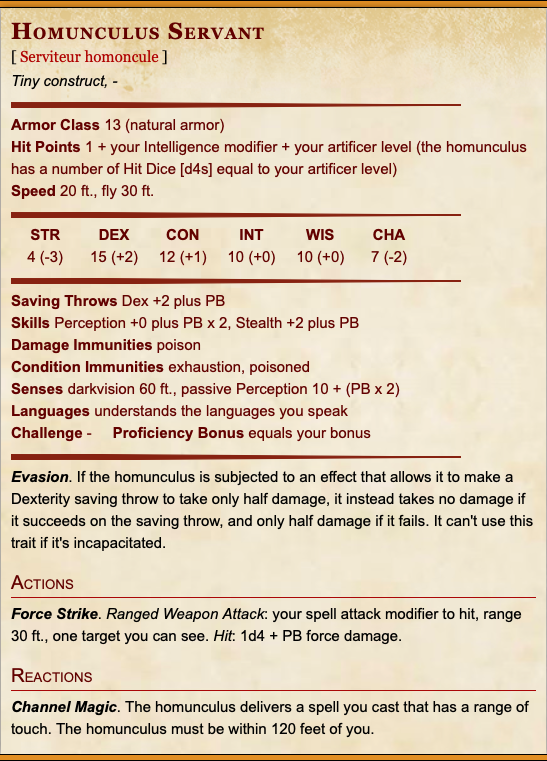 Homunculus Servant
[ Serviteur homoncule ]
Tiny construct, -
Armor Class 13 (natural armor)
Hit Points 1 + your Intelligence modifier + your artificer level (the homunculus
has a number of Hit Dice [d4s] equal to your artificer level)
Speed 20 ft., fly 30 ft.
STR DEX CON INT WIS CHA
4 (-3) 15 (+2) 12 (+1) 10 (+0) 10 (+0) 7 (-2)
Saving Throws Dex +2 plus PB
Skills Perception +0 plus PB x 2, Stealth +2 plus PB
Damage Immunities poison
Condition Immunities exhaustion, poisoned
Senses darkvision 60 ft., passive Perception 10 + (PB x 2)
Languages understands the languages you speak
Challenge - Proficiency Bonus equals your bonus
Evasion. If the homunculus is subjected to an effect that allows it to make a
Dexterity saving throw to take only half damage, it instead takes no damage if
it succeeds on the saving throw, and only half damage if it fails. It can't use this
trait if it's incapacitated.
Actions
Force Strike. Ranged Weapon Attack: your spell attack modifier to hit, range
30 ft., one target you can see. Hit: 1d4 + PB force damage.
Reactions
Channel Magic. The homunculus delivers a spell you cast that has a range of
touch. The homunculus must be within 120 feet of you.